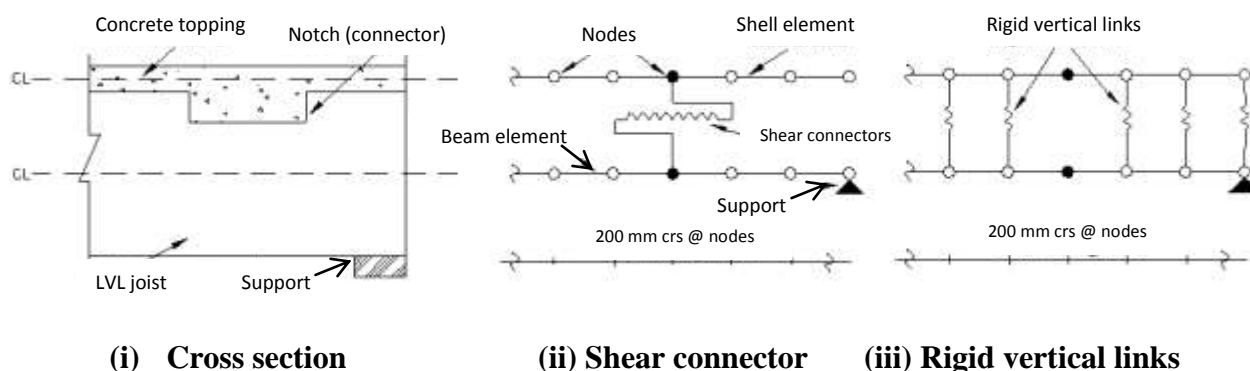 Concrete topping
Notch (connector)
CL
CL
LVL joist
Support
(i) Cross section
Nodes
Shell element
Beam element
Shear connectors
Support
200 mm crs @ nodes
(ii) Shear connector
Rigid vertical links
200 mm crs @ nodes
(iii) Rigid vertical links